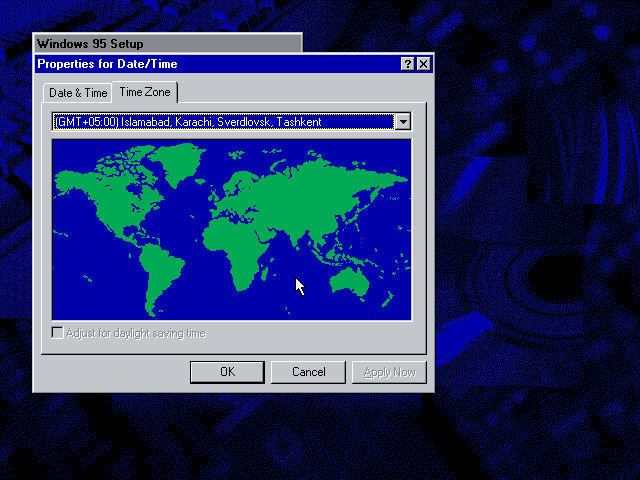 Windows 95 Setup
Properties for Date/Time
Date & Time
Time Zone
(GMT+05:00) Islamabad, Karachi, Sverdlovsk, Tashkent
Adjust for daylight saving time
OK
Cancel
Apply Now